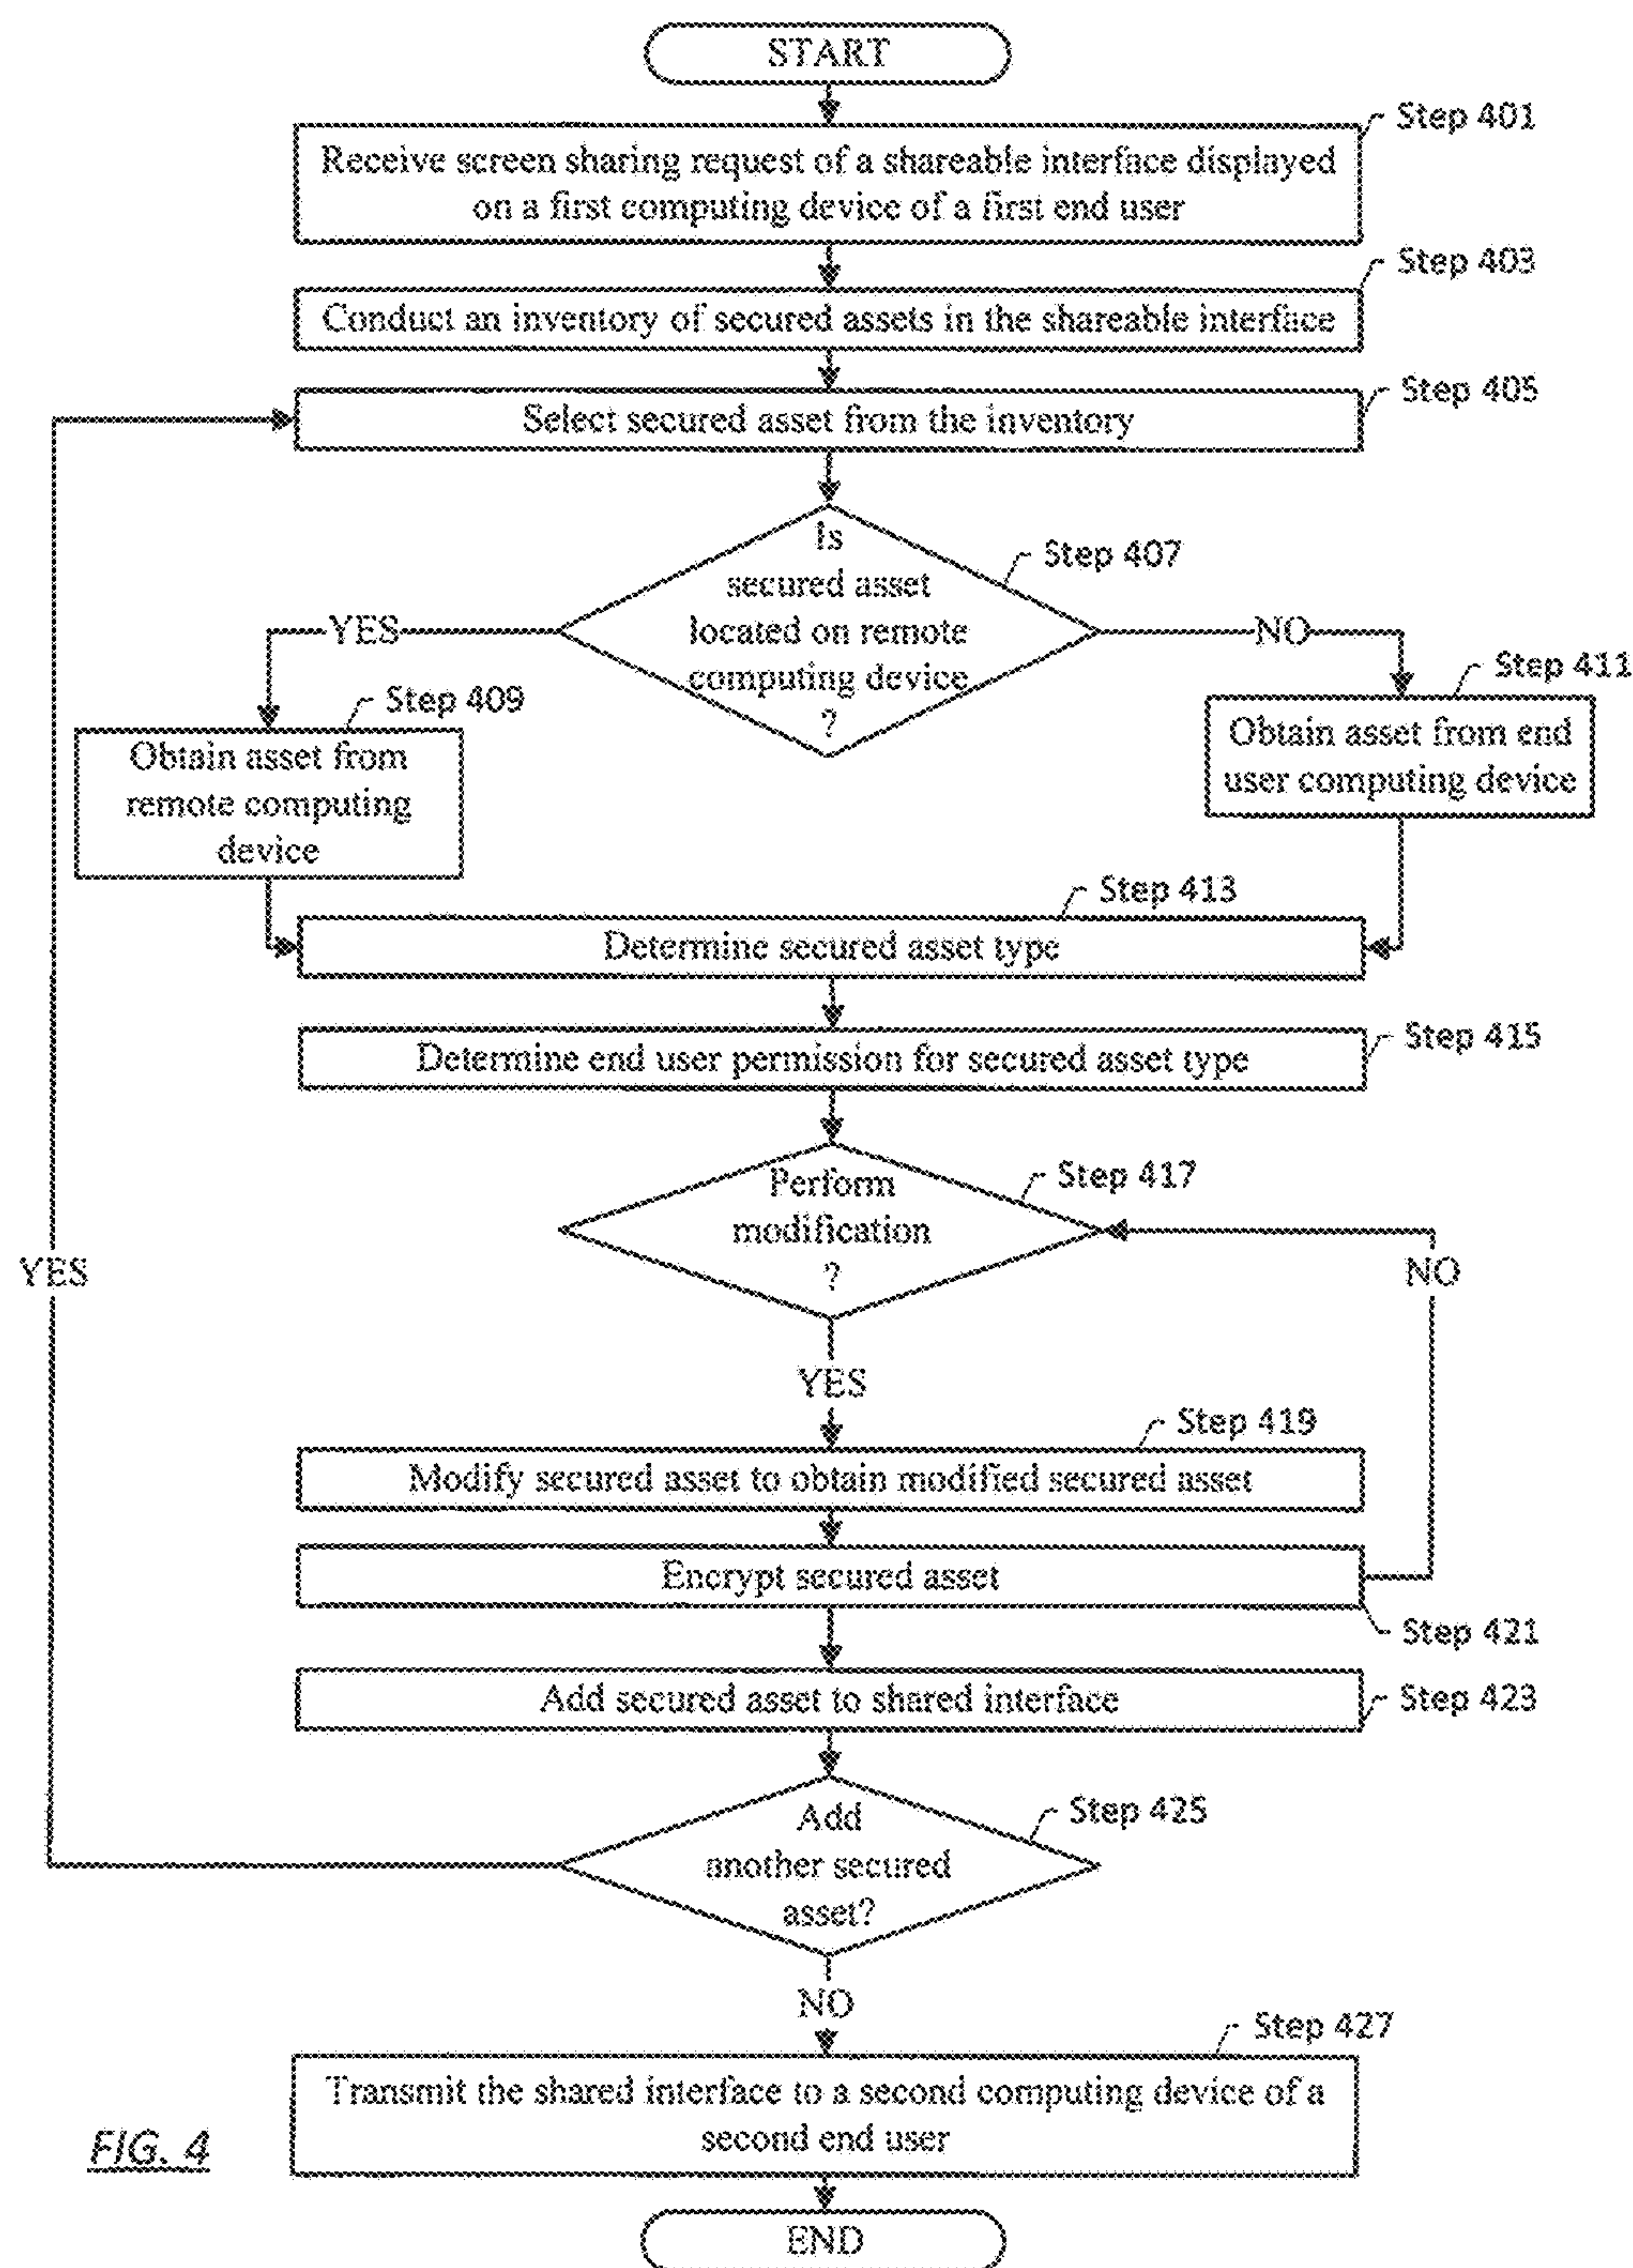 START
Step 401
Receive screen sharing request of a shareable interface displayed
on a first computing device of a first end user
Step 403
Conduct an inventory of secured assets in the shareable interface
Step 405
Select secured asset from the inventory
Is
secured asset
located on remote
computing device
?
Step 407
YES
NO
Step 409
Obtain asset from
remote computing
device
Step 411
Obtain asset from end
user computing device
Step 413
Determine secured asset type
Step 415
Determine end user permission for secured asset type
Perform
modification
?
Step 417
YES
NO
YES
Step 419
Modify secured asset to obtain modified secured asset
Encrypt secured asset
Step 421
Add secured asset to shared interface
Step 423
Add
another secured
asset?
Step 425
NO
Step 427
Transmit the shared interface to a second computing device of a
second end user
FIG. 4
END